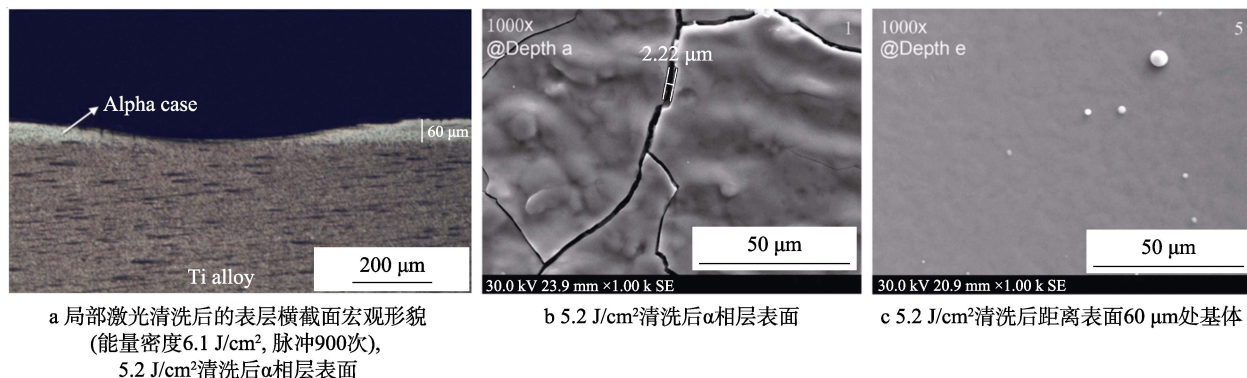 Alpha case
60 μm
Ti alloy
200 μm
1000x
@Depth a
1
2.22 μm
50 μm
30.0 kV 23.9 mm ×1.00 k SE
1000x
@Depth e
5
50 μm
30.0 kV 20.9 mm ×1.00 k SE
a 局部激光清洗后的表层横截面宏观形貌
(能量密度6.1 J/cm², 脉冲900次),
5.2 J/cm²清洗后α相层表面
b 5.2 J/cm²清洗后α相层表面
c 5.2 J/cm²清洗后距离表面60 μm处基体